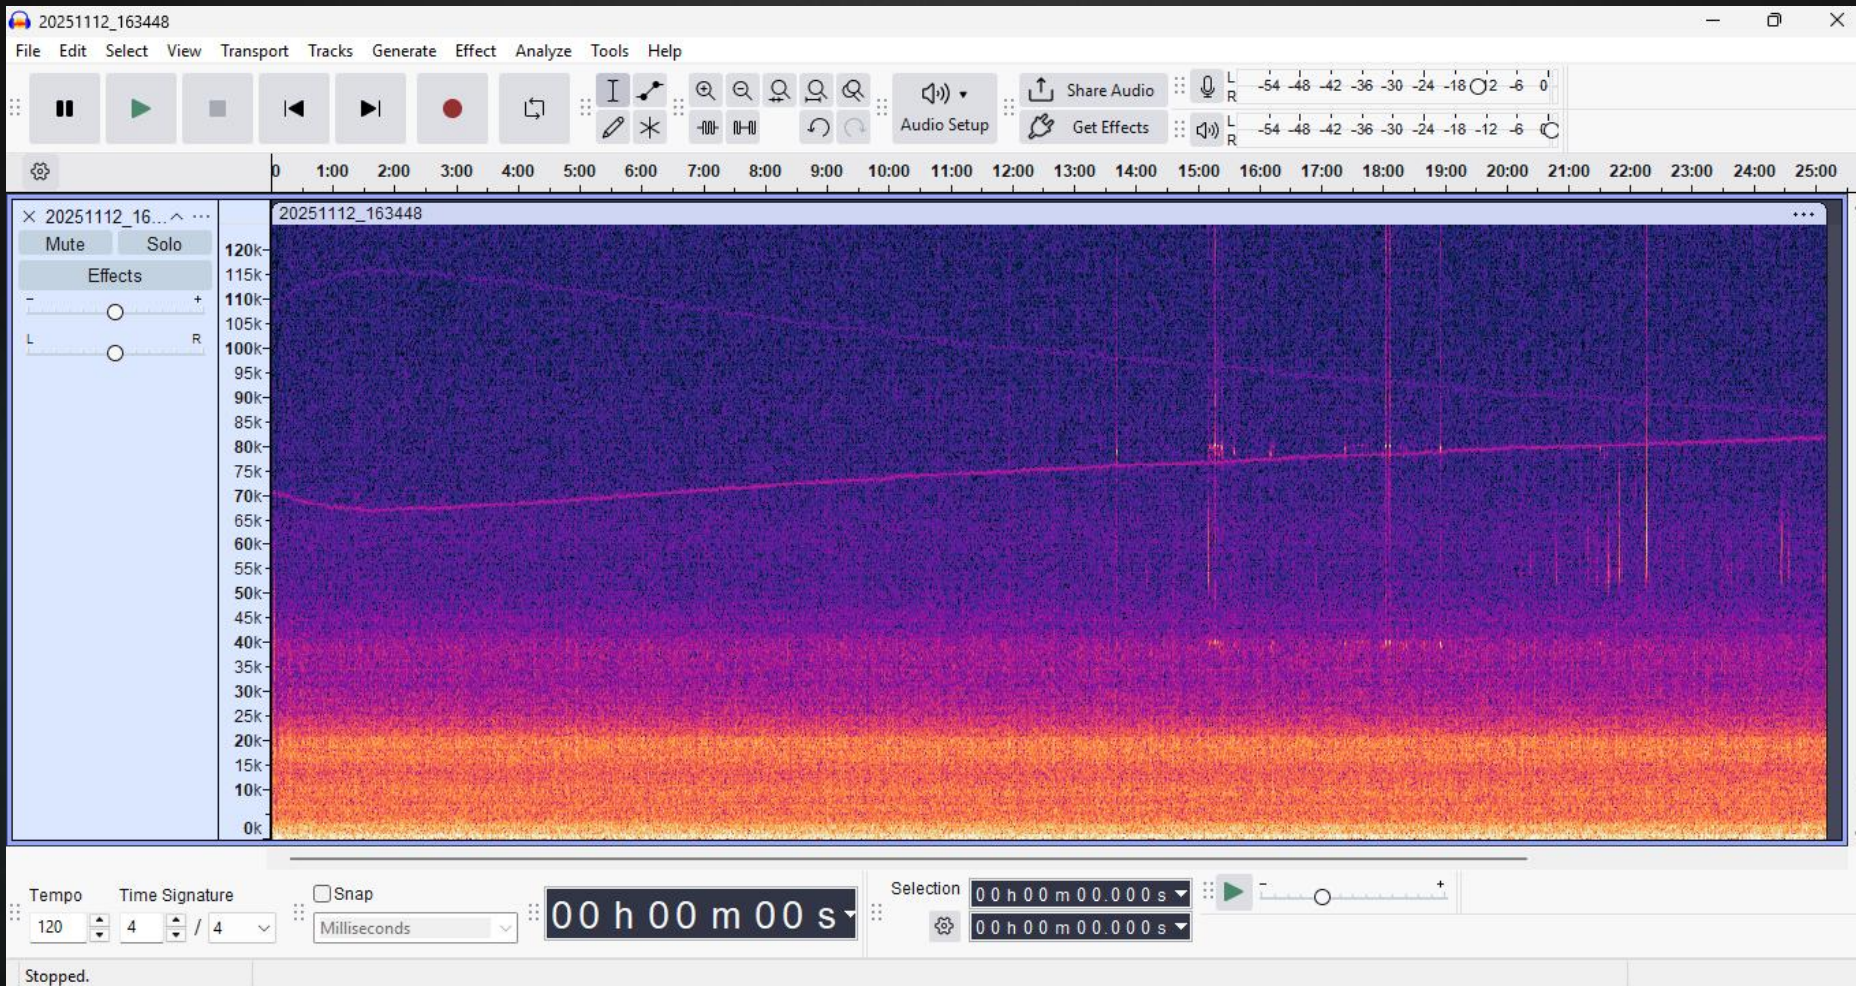 20251112_163448
File Edit Select View Transport Tracks Generate Effect Analyze Tools Help
Audio Setup
Share Audio
Get Effects
L
R
-54 -48 -42 -36 -30 -24 -18 12 -6 0
L
R
-54 -48 -42 -36 -30 -24 -18 -12 -6
0 1:00 2:00 3:00 4:00 5:00 6:00 7:00 8:00 9:00 10:00 11:00 12:00 13:00 14:00 15:00 16:00 17:00 18:00 19:00 20:00 21:00 22:00 23:00 24:00 25:00
20251112_16...
20251112_163448
Mute Solo
Effects
- +
L R
120k
115k
110k
105k
100k
95k
90k
85k
80k
75k
70k
65k
60k
55k
50k
45k
40k
35k
30k
25k
20k
15k
10k
0k
Tempo Time Signature
120 4 / 4
Snap
Milliseconds
00 h 00 m 00 s
Selection
00 h 00 m 00.000 s
00 h 00 m 00.000 s
- +
Stopped.